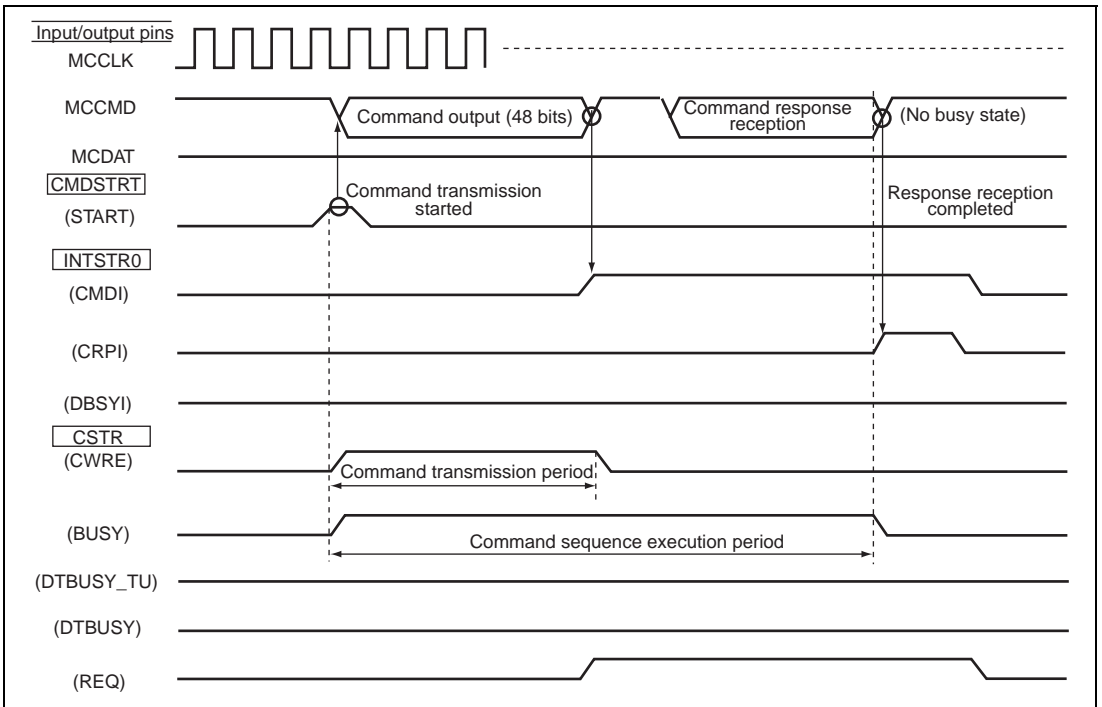 Input/output pins
MCCLK
MCCMD
Command output (48 bits)
Command response
reception
(No busy state)
MCDAT
CMDSTRT
(START)
Command transmission
started
Response reception
completed
INTSTR0
(CMDI)
(CRPI)
(DBSYI)
CSTR
(CWRE)
Command transmission period
(BUSY)
Command sequence execution period
(DTBUSY_TU)
(DTBUSY)
(REQ)